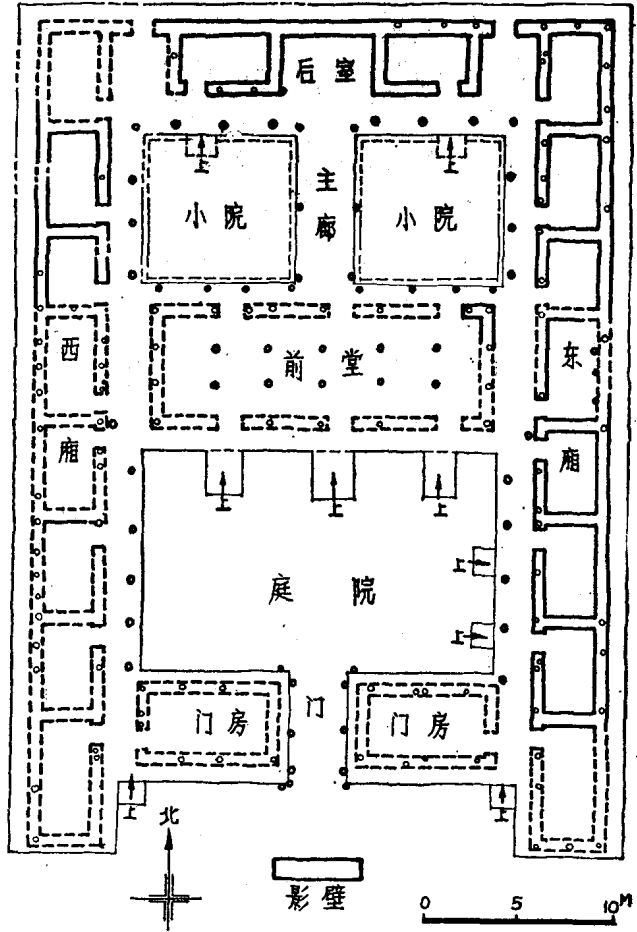 后室
上 上
主廊
小院 小院
前堂
西厢
东厢
上 上 上
庭院
上
上
门
门房 门房
上 上
北
影壁
0 5 10M